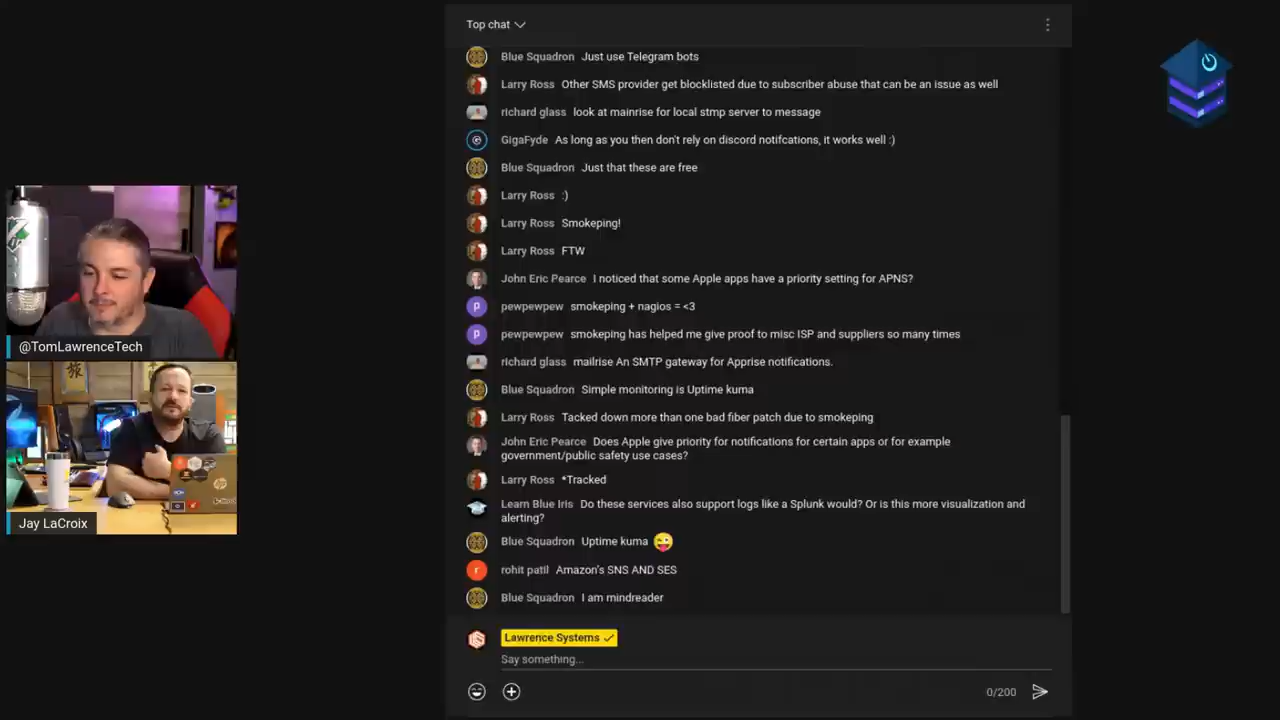 Top chat
Blue Squadron Just use Telegram bots
Larry Ross Other SMS provider get blocklisted due to subscriber abuse that can be an issue as well
richard glass look at mainrise for local stmp server to message
GigaFyde As long as you then don't rely on discord notifcations, it works well :)
Blue Squadron Just that these are free
Larry Ross :)
Larry Ross Smokeping!
Larry Ross FTW
John Eric Pearce I noticed that some Apple apps have a priority setting for APNS?
p pewpewpew smokeping + nagios = <3
p pewpewpew smokeping has helped me give proof to misc ISP and suppliers so many times
richard glass mailrise An SMTP gateway for Apprise notifications.
Blue Squadron Simple monitoring is Uptime kuma
Larry Ross Tacked down more than one bad fiber patch due to smokeping
John Eric Pearce Does Apple give priority for notifications for certain apps or for example
government/public safety use cases?
Larry Ross *Tracked
Learn Blue Iris Do these services also support logs like a Splunk would? Or is this more visualization and
alerting?
Blue Squadron Uptime kuma 😜
r rohit patil Amazon's SNS AND SES
Blue Squadron I am mindreader
Lawrence Systems
Say something...
0/200
@TomLawrenceTech
Jay LaCroix